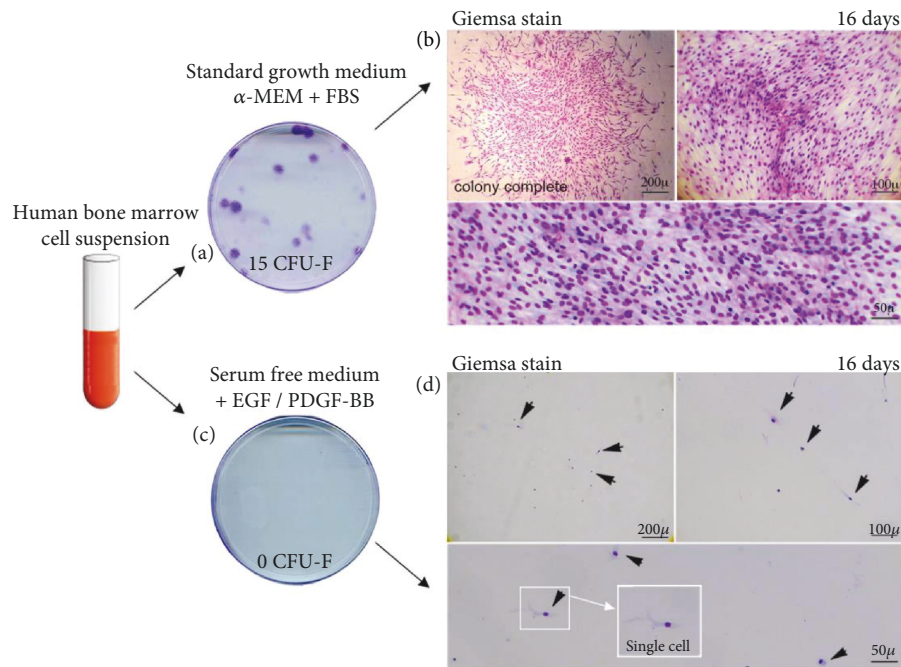 Giemsa stain
16 days
(b)
Standard growth medium
α-MEM + FBS
colony complete
200μ
100μ
Human bone marrow
cell suspension
(a)
15 CFU-F
50μ
Giemsa stain
16 days
Serum free medium
+ EGF / PDGF-BB
(d)
(c)
200μ
100μ
0 CFU-F
Single cell
50μ